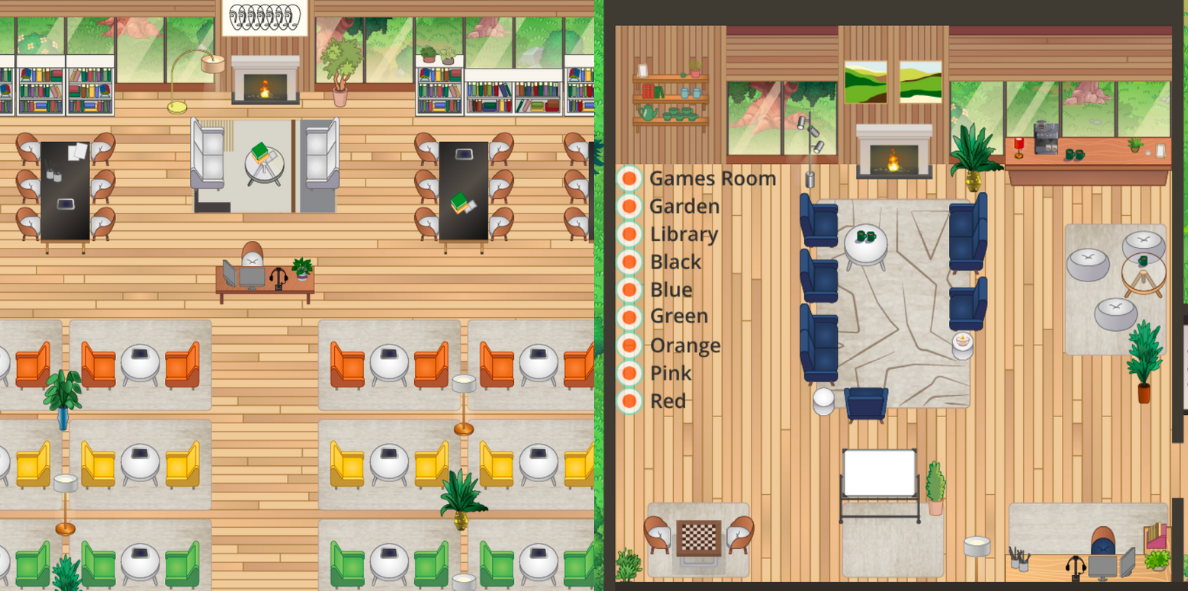 Games Room
Garden
Library
Black
Blue
Green
Orange
Pink
Red